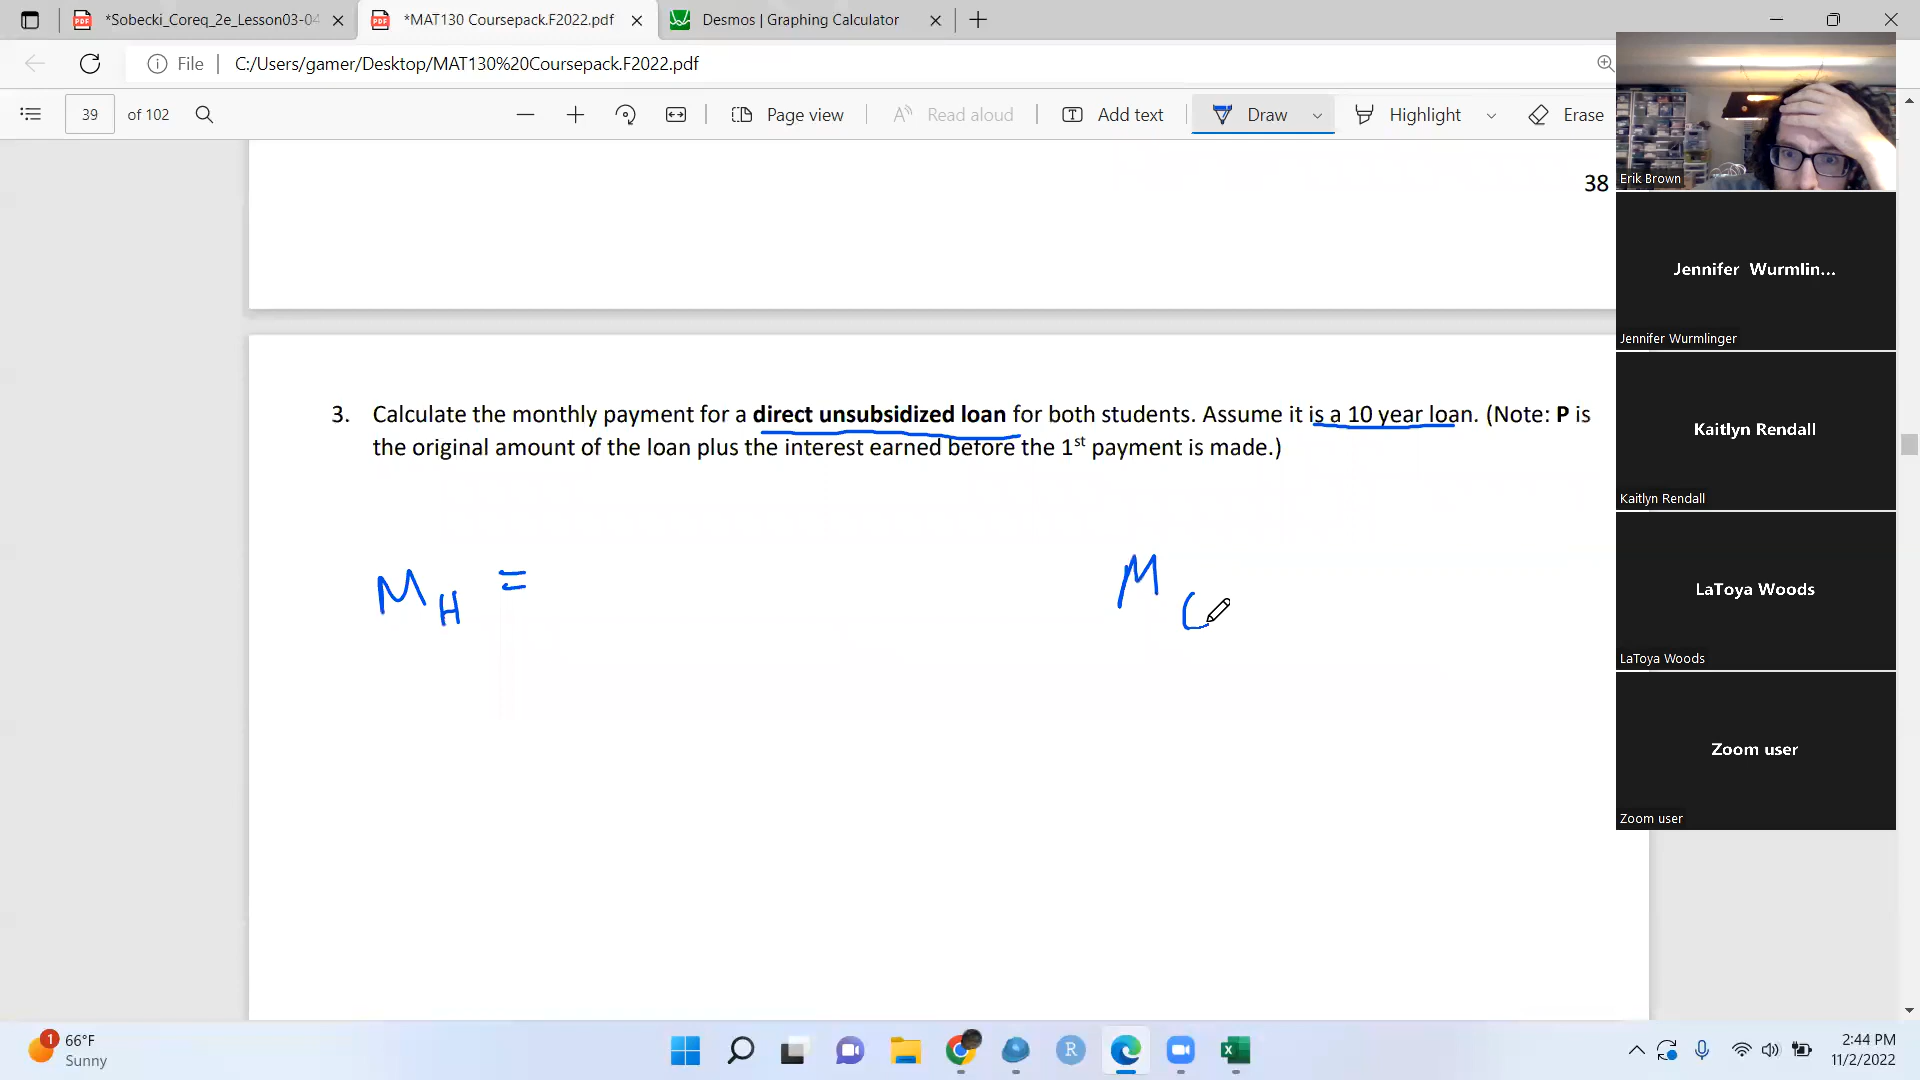 *Sobecki_Coreq_2e_Lesson03-04
*MAT130 Coursepack.F2022.pdf
Desmos | Graphing Calculator
File
C:/Users/gamer/Desktop/MAT130%20Coursepack.F2022.pdf
39 of 102
Page view
Read aloud
Add text
Draw
Highlight
Erase
38
3. Calculate the monthly payment for a direct unsubsidized loan for both students. Assume it is a 10 year loan. (Note: P is
the original amount of the loan plus the interest earned before the 1st payment is made.)
M H =
M C
Erik Brown
Jennifer Wurmlin...
Jennifer Wurmlinger
Kaitlyn Rendall
Kaitlyn Rendall
LaToya Woods
LaToya Woods
Zoom user
Zoom user
1
66°F
Sunny
R
2:44 PM
11/2/2022